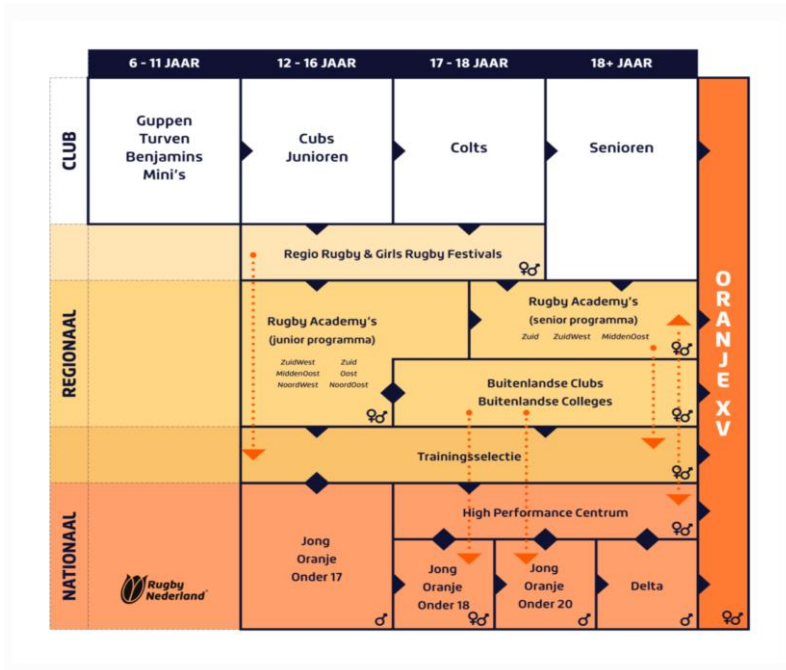 6 - 11 JAAR
12 - 16 JAAR
17 - 18 JAAR
18+ JAAR
CLUB
Guppen
Turven
Benjamins
Mini's
Cubs
Junioren
Colts
Senioren
Regio Rugby & Girls Rugby Festivals
REGIONAAL
Rugby Academy's
(junior programma)
ZuidWest Zuid
MiddenOost Oost
NoordWest NoordOost
Rugby Academy's
(senior programma)
Zuid ZuidWest MiddenOost
Buitenlandse Clubs
Buitenlandse Colleges
Trainingsselectie
NATIONAAL
Rugby
Nederland
Jong
Oranje
Onder 17
High Performance Centrum
Jong
Oranje
Onder 18
Jong
Oranje
Onder 20
Delta
ORANJE XV